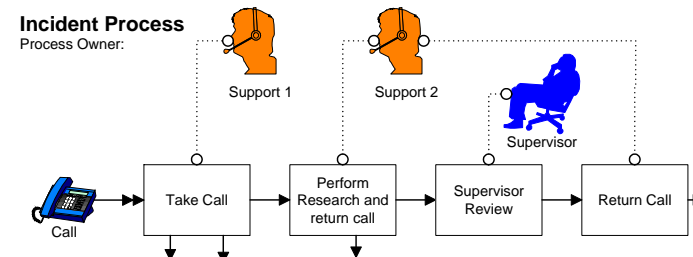 Incident Process
Process Owner:
Support 1
Support 2
Supervisor
Call
Take Call
Perform
Research and
return call
Supervisor
Review
Return Call